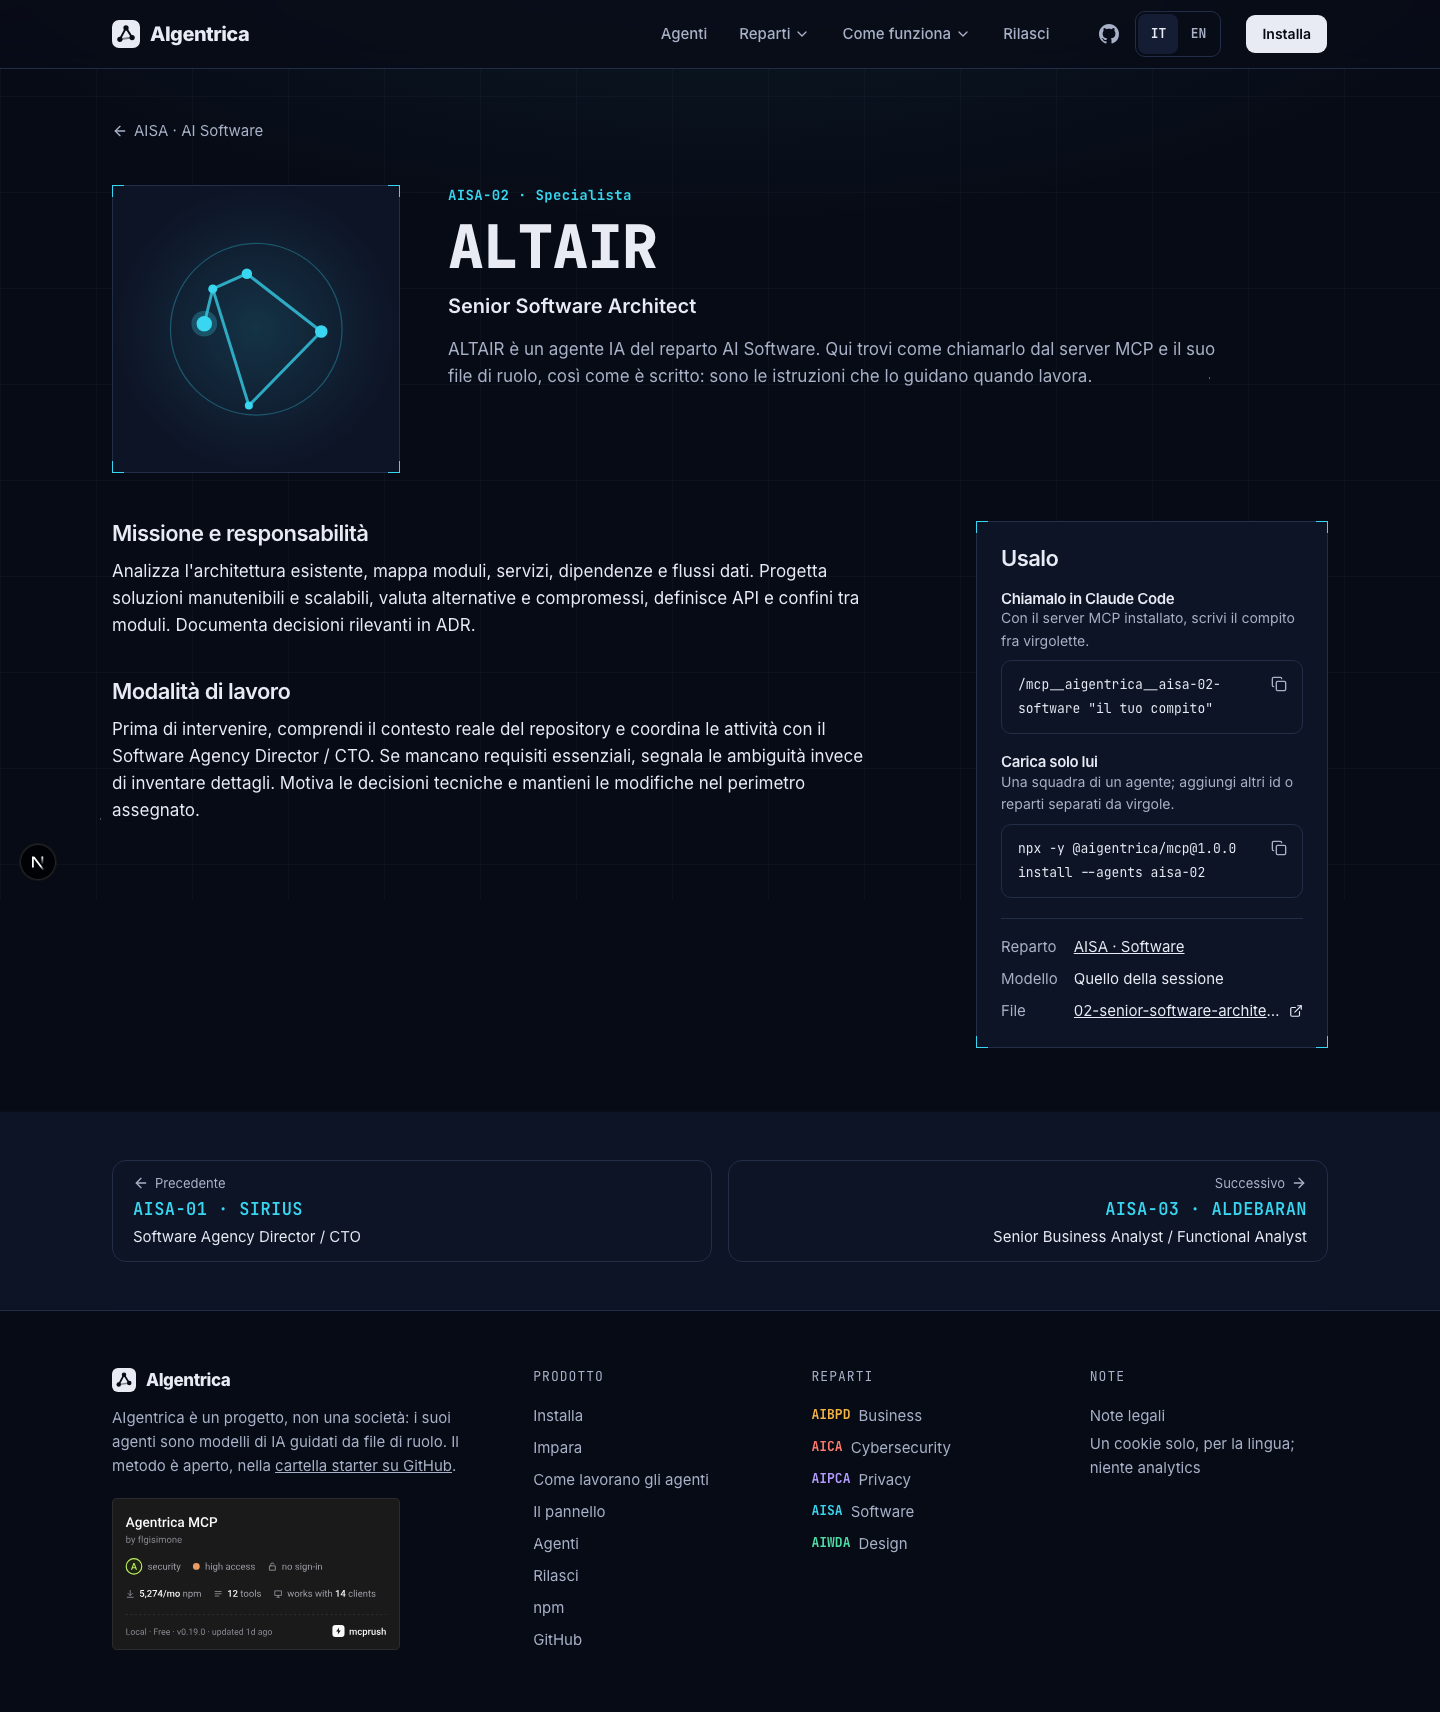 AIgentrica
Agenti
Reparti
Come funziona
Rilasci
IT
EN
Installa
AISA · AI Software
AISA-02 · Specialista
ALTAIR
Senior Software Architect
ALTAIR è un agente IA del reparto AI Software. Qui trovi come chiamarlo dal server MCP e il suo
file di ruolo, così come è scritto: sono le istruzioni che lo guidano quando lavora.
Missione e responsabilità
Analizza l'architettura esistente, mappa moduli, servizi, dipendenze e flussi dati. Progetta
soluzioni manutenibili e scalabili, valuta alternative e compromessi, definisce API e confini tra
moduli. Documenta decisioni rilevanti in ADR.
Modalità di lavoro
Prima di intervenire, comprendi il contesto reale del repository e coordina le attività con il
Software Agency Director / CTO. Se mancano requisiti essenziali, segnala le ambiguità invece
di inventare dettagli. Motiva le decisioni tecniche e mantieni le modifiche nel perimetro
assegnato.
N
Usalo
Chiamalo in Claude Code
Con il server MCP installato, scrivi il compito
fra virgolette.
/mcp__aigentrica__aisa-02-
software "il tuo compito"
Carica solo lui
Una squadra di un agente; aggiungi altri id o
reparti separati da virgole.
npx -y @aigentrica/mcp@1.0.0
install --agents aisa-02
Reparto AISA · Software
Modello Quello della sessione
File 02-senior-software-archite...
Precedente
AISA-01 · SIRIUS
Software Agency Director / CTO
Successivo
AISA-03 · ALDEBARAN
Senior Business Analyst / Functional Analyst
AIgentrica
AIgentrica è un progetto, non una società: i suoi
agenti sono modelli di IA guidati da file di ruolo. Il
metodo è aperto, nella cartella starter su GitHub.
Agentrica MCP
by flgisimone
A security high access no sign-in
5,274/mo npm 12 tools works with 14 clients
Local · Free · v0.19.0 · updated 1d ago
mcprush
PRODOTTO
Installa
Impara
Come lavorano gli agenti
Il pannello
Agenti
Rilasci
npm
GitHub
REPARTI
AIBPD Business
AICA Cybersecurity
AIPCA Privacy
AISA Software
AIWDA Design
NOTE
Note legali
Un cookie solo, per la lingua;
niente analytics